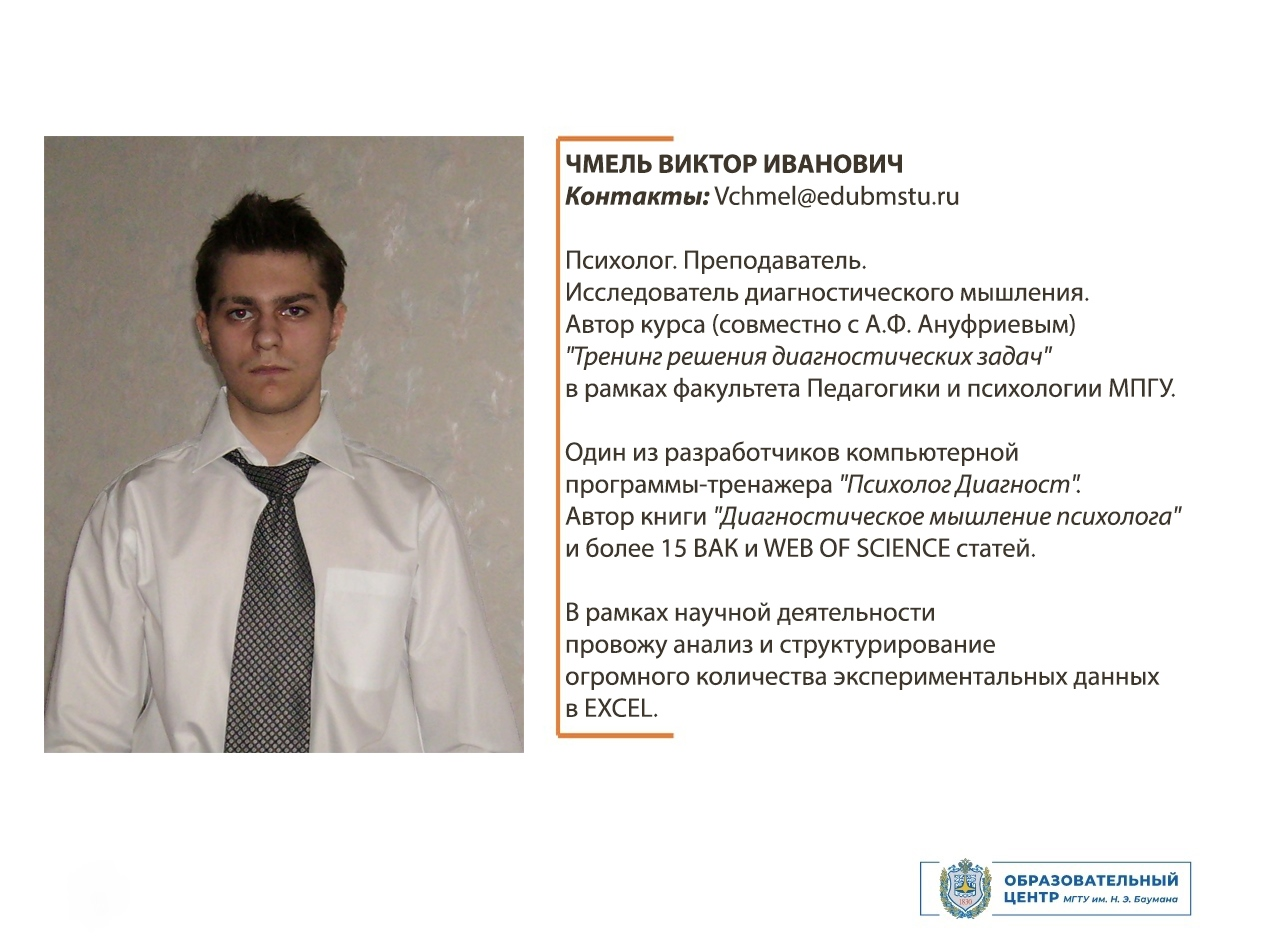 ЧМЕЛЬ ВИКТОР ИВАНОВИЧ
Контакты: Vchmel@edubmstu.ru
Психолог. Преподаватель.
Исследователь диагностического мышления.
Автор курса (совместно с А.Ф. Ануфриевым)
"Тренинг решения диагностических задач"
в рамках факультета Педагогики и психологии МПГУ.
Один из разработчиков компьютерной
программы-тренажера "Психолог Диагност".
Автор книги "Диагностическое мышление психолога"
и более 15 ВАК и WEB OF SCIENCE статей.
В рамках научной деятельности
провожу анализ и структурирование
огромного количества экспериментальных данных
в EXCEL.
1830
ОБРАЗОВАТЕЛЬНЫЙ
ЦЕНТР МГТУ им. Н. Э. Баумана